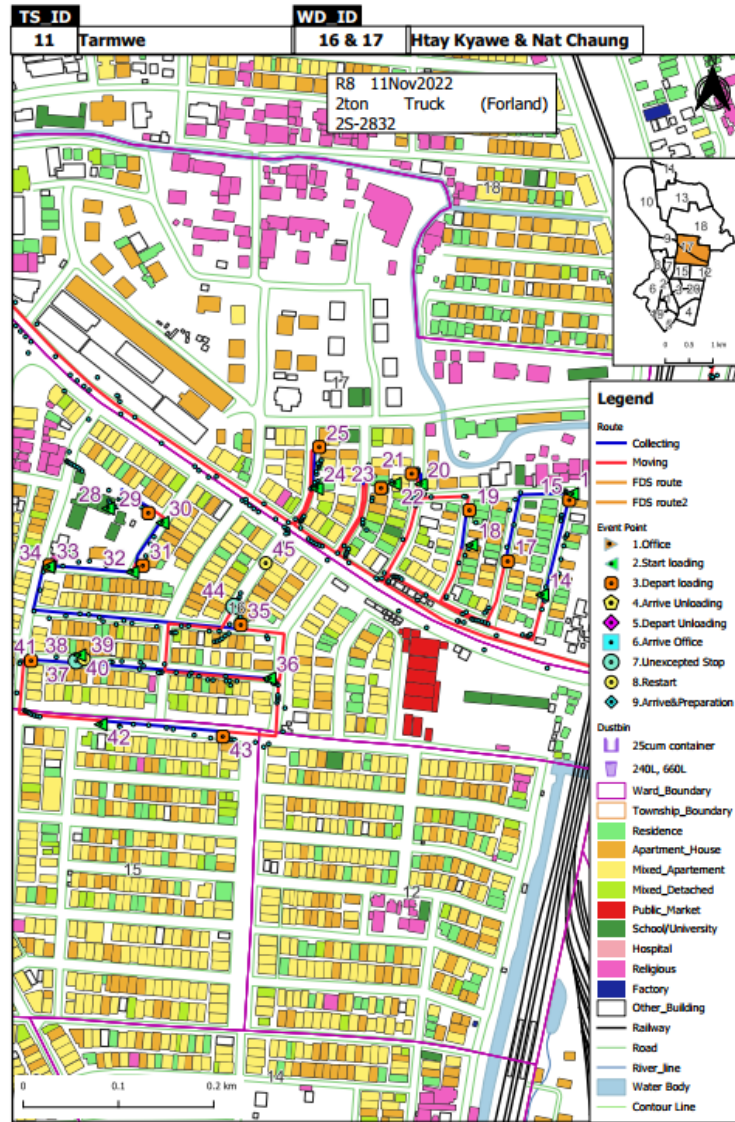 TS_ID WD_ID
11 Tarmwe 16 & 17 Htay Kyawe & Nat Chaung
R8 11Nov2022
2ton Truck (Forland)
2S-2832
18
14
10
13
18
9
17
8
7
15
12
6
2
3
20
4
0 0.5 1 km
17
25
24
23
21
20
22
19
18
15
17
14
28
29
30
31
32
33
34
45
44
16
35
36
41
38
39
40
37
42
43
15
12
14
0 0.1 0.2 km
Legend
Route
Collecting
Moving
FDS route
FDS route2
Event Point
1.Office
2.Start loading
3.Depart loading
4.Arrive Unloading
5.Depart Unloading
6.Arrive Office
7.Unexcepted Stop
8.Restart
9.Arrive&Preparation
Dustbin
25cum container
240L, 660L
Ward_Boundary
Township_Boundary
Residence
Apartment_House
Mixed_Apartement
Mixed_Detached
Public_Market
School/University
Hospital
Religious
Factory
Other_Building
Railway
Road
River_line
Water Body
Contour Line